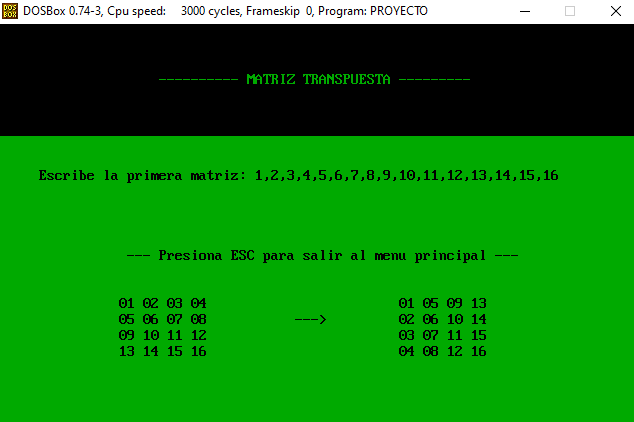 DOS BOX DOSBox 0.74-3, Cpu speed: 3000 cycles, Frameskip 0, Program: PROYECTO
---------- MATRIZ TRANSPUESTA ---------
Escribe la primera matriz: 1,2,3,4,5,6,7,8,9,10,11,12,13,14,15,16
--- Presiona ESC para salir al menu principal ---
01 02 03 04 01 05 09 13
05 06 07 08 ---> 02 06 10 14
09 10 11 12 03 07 11 15
13 14 15 16 04 08 12 16